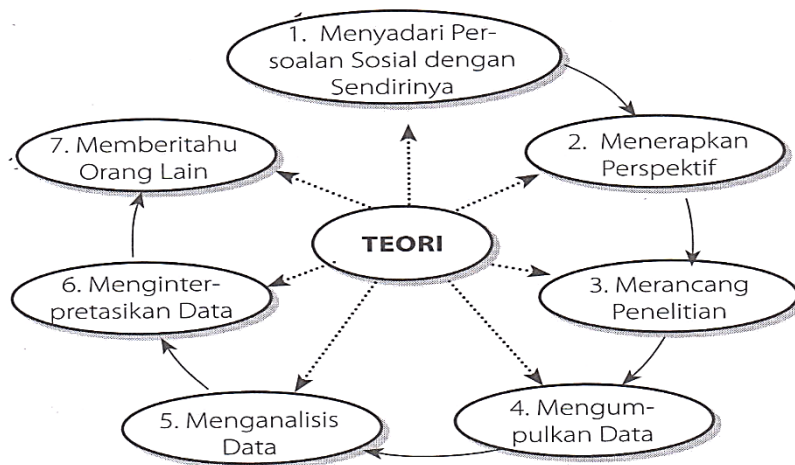 1. Menyadari Per-
soalan Sosial dengan
Sendirinya
2. Menerapkan
Perspektif
3. Merancang
Penelitian
4. Mengum-
pulkan Data
5. Menganalisis
Data
6. Menginter-
pretasikan Data
7. Memberitahu
Orang Lain
TEORI